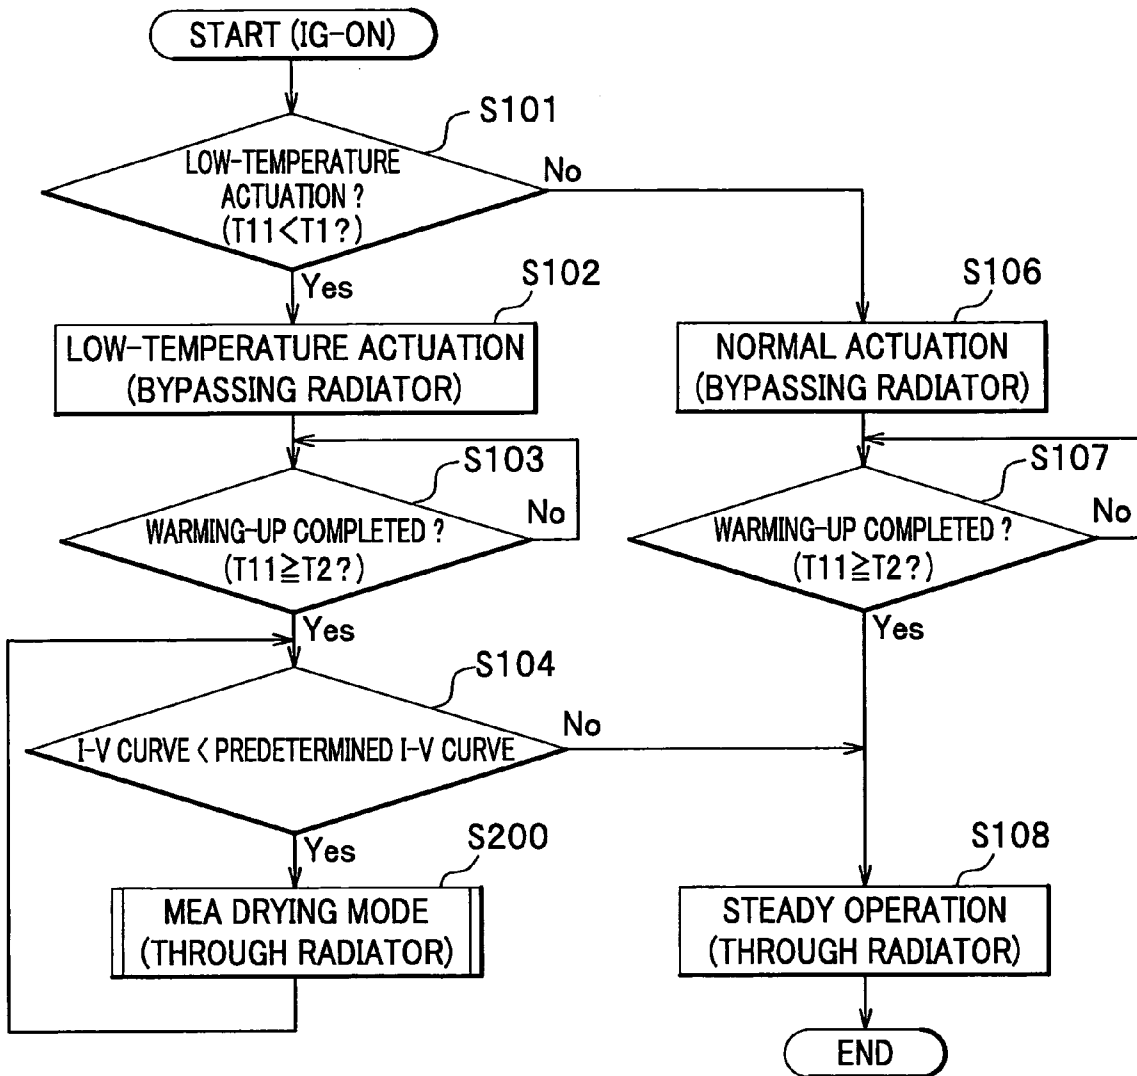 START (IG-ON)
S101
LOW-TEMPERATURE
ACTUATION ?
(T11<T1?)
No
Yes
S102
LOW-TEMPERATURE ACTUATION
(BYPASSING RADIATOR)
S106
NORMAL ACTUATION
(BYPASSING RADIATOR)
S103
WARMING-UP COMPLETED ?
(T11≧T2?)
No
Yes
S107
WARMING-UP COMPLETED ?
(T11≧T2?)
No
Yes
S104
I-V CURVE < PREDETERMINED I-V CURVE
No
Yes
S200
MEA DRYING MODE
(THROUGH RADIATOR)
S108
STEADY OPERATION
(THROUGH RADIATOR)
END